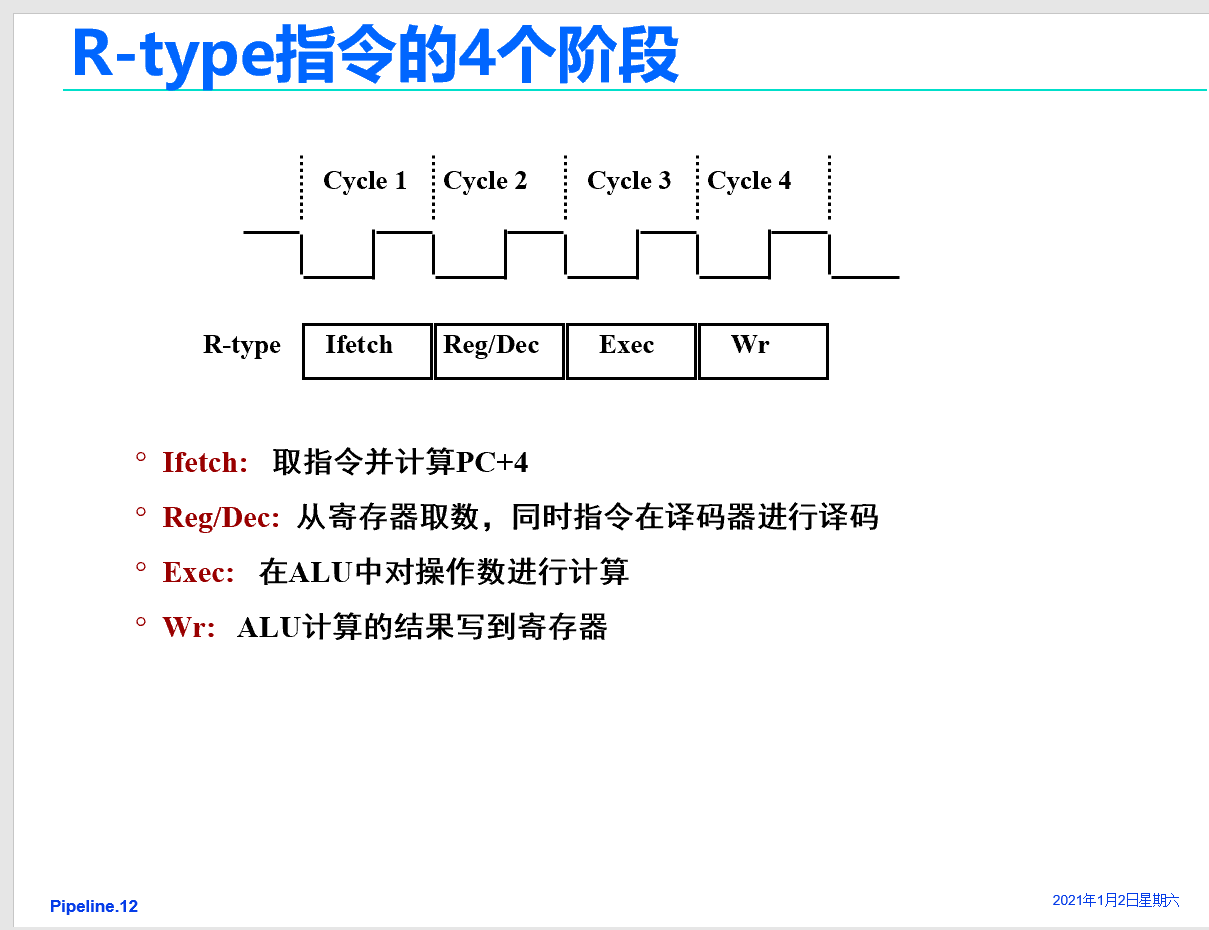 R-type指令的4个阶段
Cycle 1 Cycle 2 Cycle 3 Cycle 4
R-type Ifetch Reg/Dec Exec Wr
° Ifetch: 取指令并计算PC+4
° Reg/Dec: 从寄存器取数，同时指令在译码器进行译码
° Exec: 在ALU中对操作数进行计算
° Wr: ALU计算的结果写到寄存器
Pipeline.12 2021年1月2日星期六